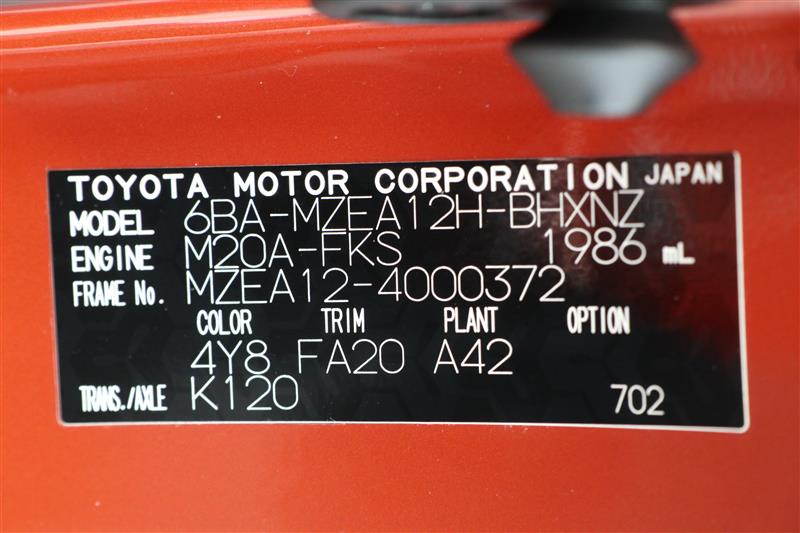 TOYOTA MOTOR CORPORATION JAPAN
MODEL 6BA-MZEA12H-BHXNZ
ENGINE M20A-FKS 1986 mL
FRAME No. MZEA12-4000372
COLOR TRIM PLANT OPTION
4Y8 FA20 A42
TRANS./AXLE K120 702